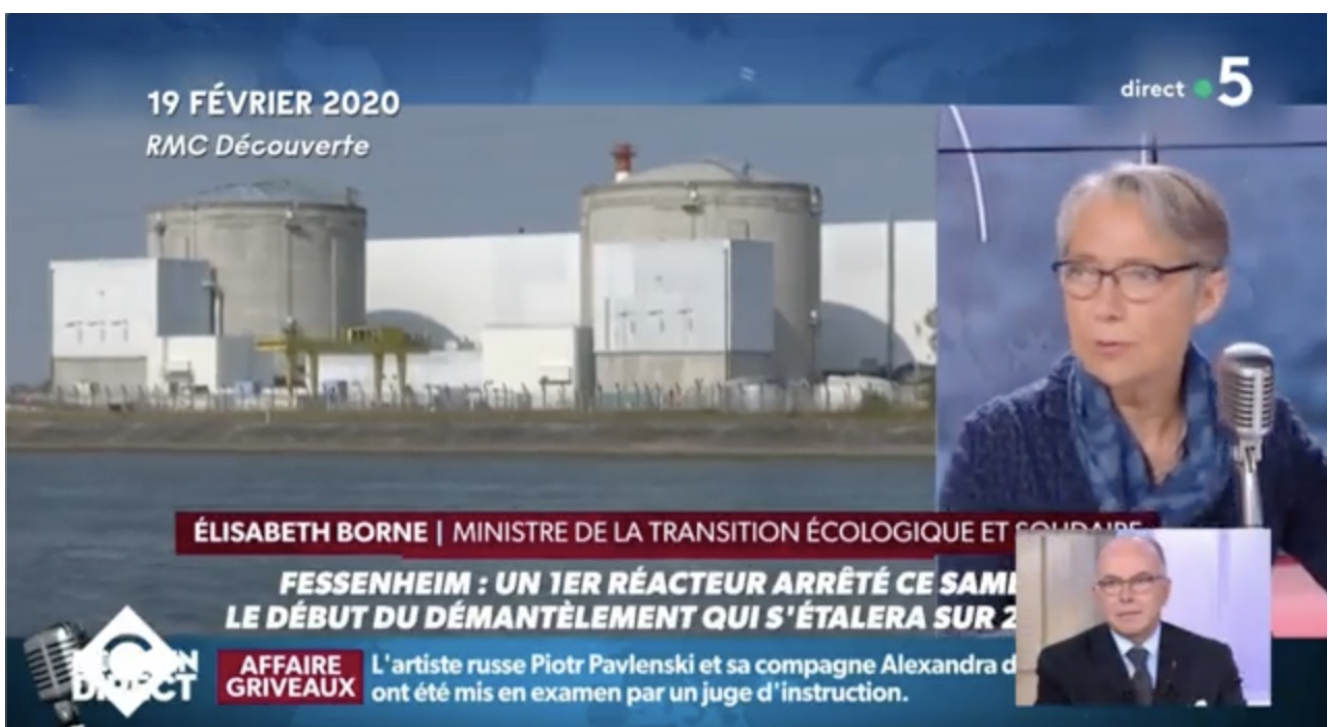 19 FÉVRIER 2020
RMC Découverte
direct 5
ÉLISABETH BORNE | MINISTRE DE LA TRANSITION ÉCOLOGIQUE ET SOLIDAIRE
FESSENHEIM : UN 1ER RÉACTEUR ARRÊTÉ CE
LE DÉBUT DU DÉMANTÈLEMENT QUI S'ÉTALERA SUR
DIRECT
AFFAIRE
GRIVEAUX
L'artiste russe Piotr Pavlenski et sa compagne Alexandra
ont été mis en examen par un juge d'instruction.